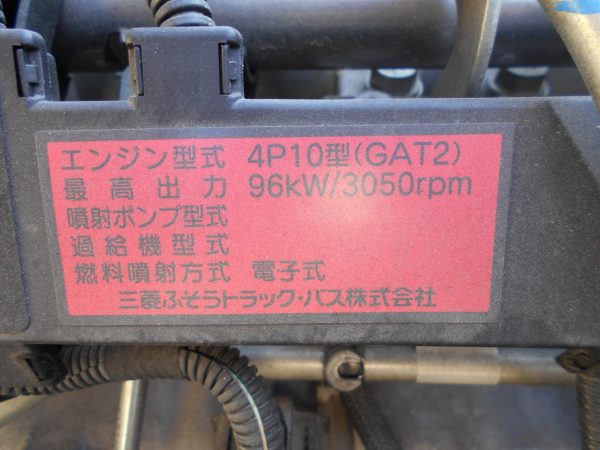 エンジン型式 4P10型(GAT2)
最高出力 96kW/3050rpm
噴射ポンプ型式
過給機型式
燃料噴射方式 電子式
三菱ふそうトラック・バス株式会社